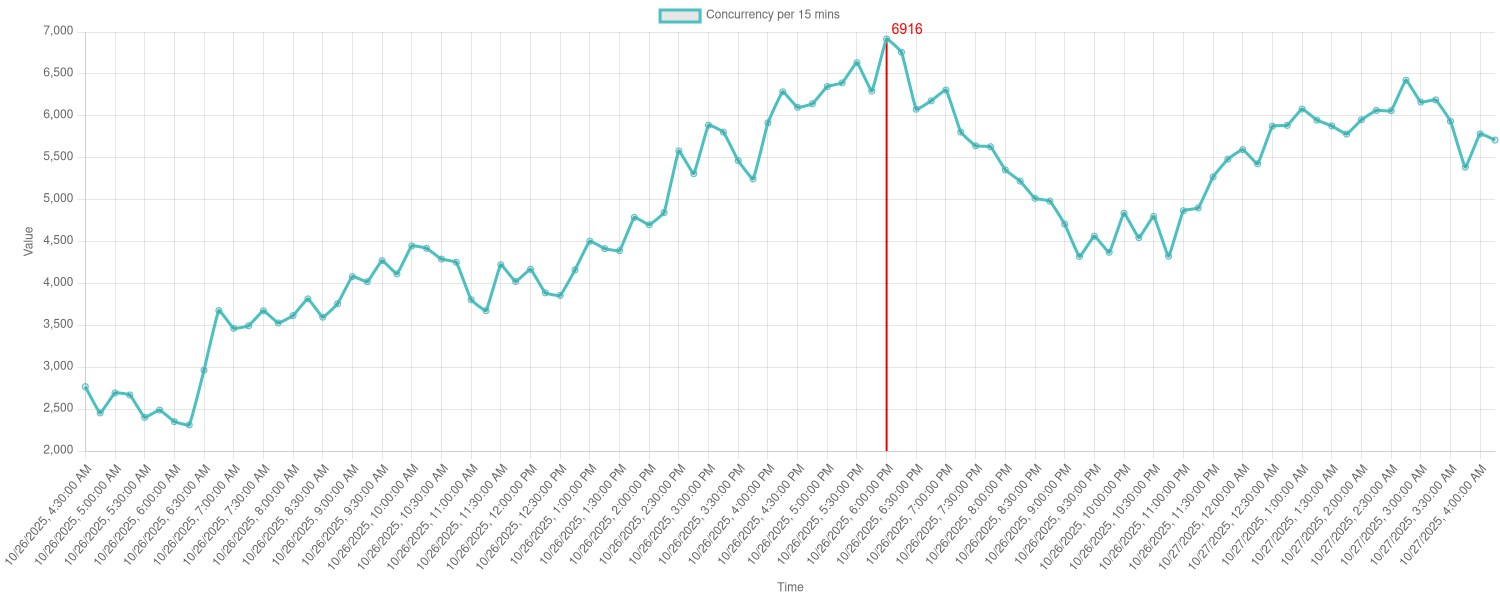 Concurrency per 15 mins
6916
7,000
6,500
6,000
5,500
5,000
4,500
4,000
3,500
3,000
2,500
2,000
Value
10/26/2025, 4:30:00 AM
10/26/2025, 5:00:00 AM
10/26/2025, 5:30:00 AM
10/26/2025, 6:00:00 AM
10/26/2025, 6:30:00 AM
10/26/2025, 7:00:00 AM
10/26/2025, 7:30:00 AM
10/26/2025, 8:00:00 AM
10/26/2025, 8:30:00 AM
10/26/2025, 9:00:00 AM
10/26/2025, 9:30:00 AM
10/26/2025, 10:00:00 AM
10/26/2025, 10:30:00 AM
10/26/2025, 11:00:00 AM
10/26/2025, 11:30:00 AM
10/26/2025, 12:00:00 PM
10/26/2025, 12:30:00 PM
10/26/2025, 1:00:00 PM
10/26/2025, 1:30:00 PM
10/26/2025, 2:00:00 PM
10/26/2025, 2:30:00 PM
10/26/2025, 3:00:00 PM
10/26/2025, 3:30:00 PM
10/26/2025, 4:00:00 PM
10/26/2025, 4:30:00 PM
10/26/2025, 5:00:00 PM
10/26/2025, 5:30:00 PM
10/26/2025, 6:00:00 PM
10/26/2025, 6:30:00 PM
10/26/2025, 7:00:00 PM
10/26/2025, 7:30:00 PM
10/26/2025, 8:00:00 PM
10/26/2025, 8:30:00 PM
10/26/2025, 9:00:00 PM
10/26/2025, 9:30:00 PM
10/26/2025, 10:00:00 PM
10/26/2025, 10:30:00 PM
10/26/2025, 11:00:00 PM
10/26/2025, 11:30:00 PM
10/27/2025, 12:00:00 AM
10/27/2025, 12:30:00 AM
10/27/2025, 1:00:00 AM
10/27/2025, 1:30:00 AM
10/27/2025, 2:00:00 AM
10/27/2025, 2:30:00 AM
10/27/2025, 3:00:00 AM
10/27/2025, 3:30:00 AM
10/27/2025, 4:00:00 AM
Time